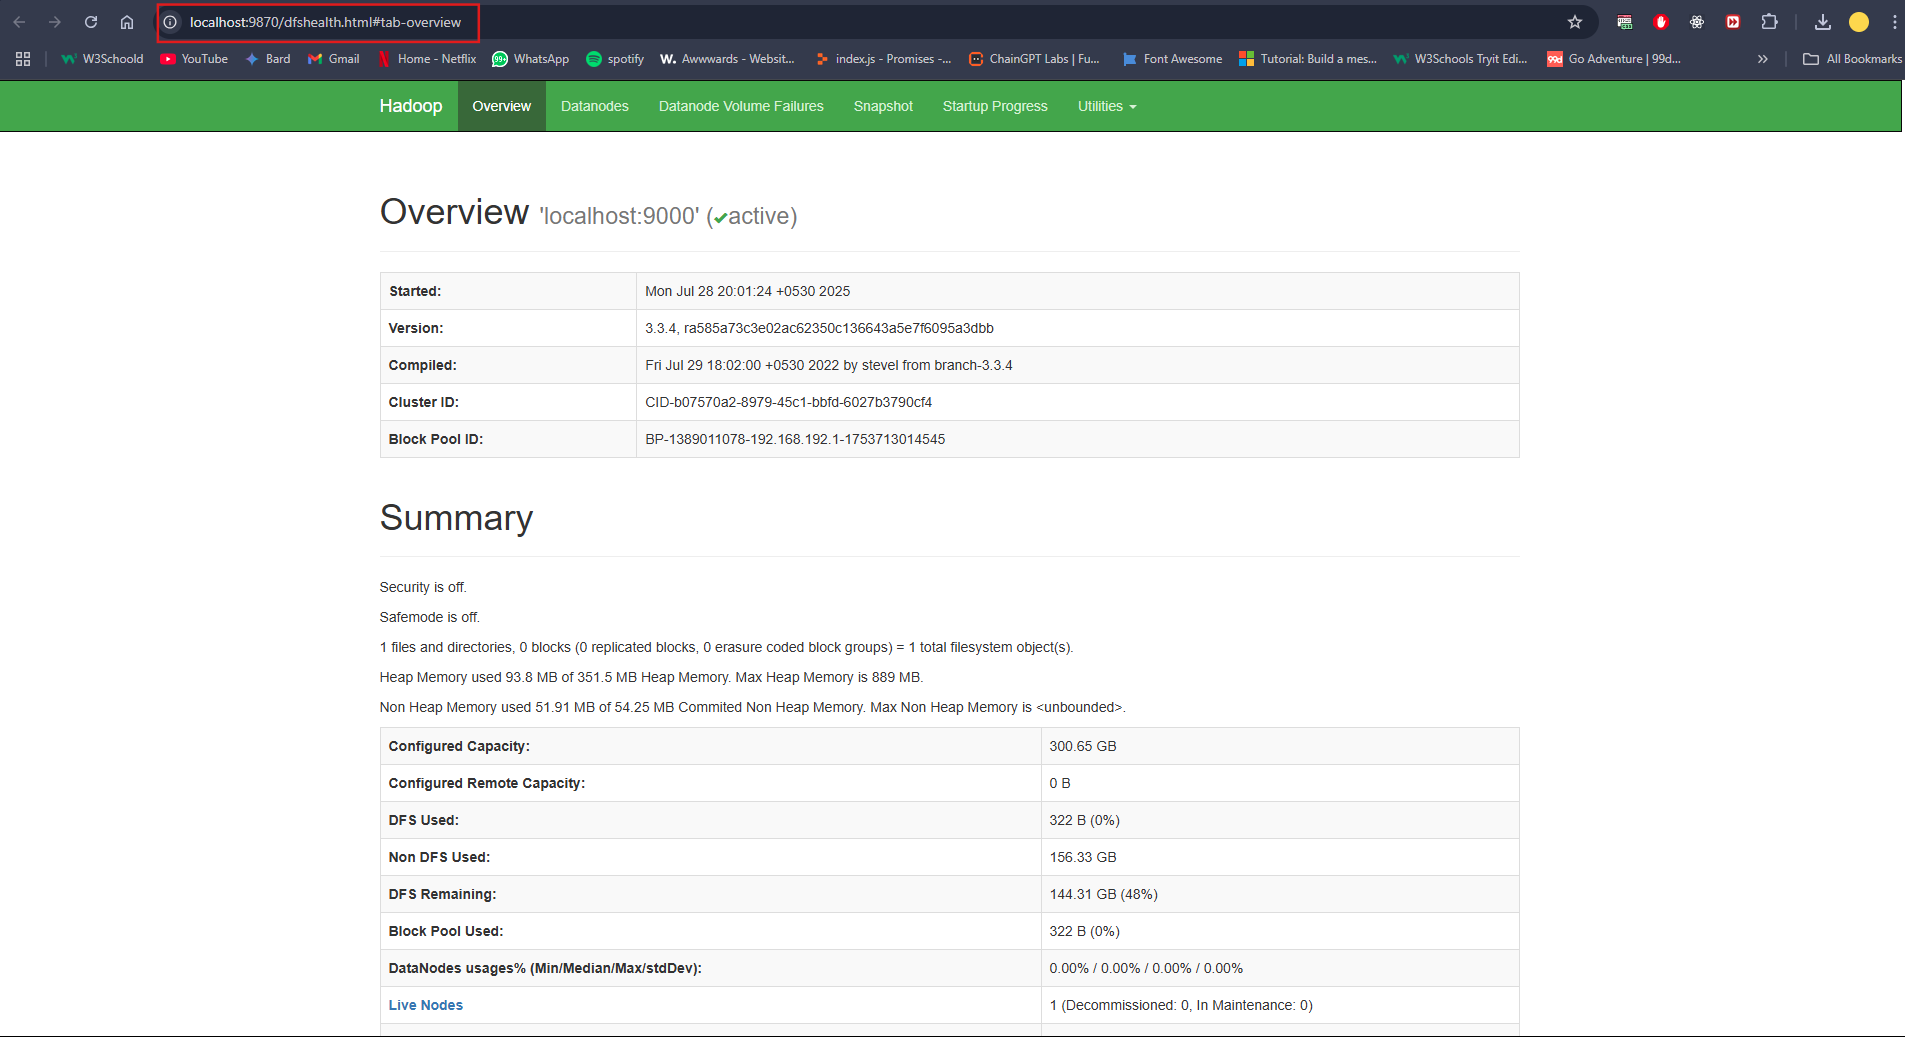 localhost:9870/dfshealth.html#tab-overview
W3Schoold YouTube Bard Gmail Home - Netflix 99+ WhatsApp spotify W. Awwwards - Websit... index.js - Promises -... ChainGPT Labs | Fu... Font Awesome Tutorial: Build a mes... W3Schools Tryit Edi... 99d Go Adventure | 99d... » All Bookmarks
Hadoop Overview Datanodes Datanode Volume Failures Snapshot Startup Progress Utilities
Overview 'localhost:9000' (✔active)
Started: Mon Jul 28 20:01:24 +0530 2025
Version: 3.3.4, ra585a73c3e02ac62350c136643a5e7f6095a3dbb
Compiled: Fri Jul 29 18:02:00 +0530 2022 by stevel from branch-3.3.4
Cluster ID: CID-b07570a2-8979-45c1-bbfd-6027b3790cf4
Block Pool ID: BP-1389011078-192.168.192.1-1753713014545
Summary
Security is off.
Safemode is off.
1 files and directories, 0 blocks (0 replicated blocks, 0 erasure coded block groups) = 1 total filesystem object(s).
Heap Memory used 93.8 MB of 351.5 MB Heap Memory. Max Heap Memory is 889 MB.
Non Heap Memory used 51.91 MB of 54.25 MB Commited Non Heap Memory. Max Non Heap Memory is <unbounded>.
Configured Capacity: 300.65 GB
Configured Remote Capacity: 0 B
DFS Used: 322 B (0%)
Non DFS Used: 156.33 GB
DFS Remaining: 144.31 GB (48%)
Block Pool Used: 322 B (0%)
DataNodes usages% (Min/Median/Max/stdDev): 0.00% / 0.00% / 0.00% / 0.00%
Live Nodes 1 (Decommissioned: 0, In Maintenance: 0)